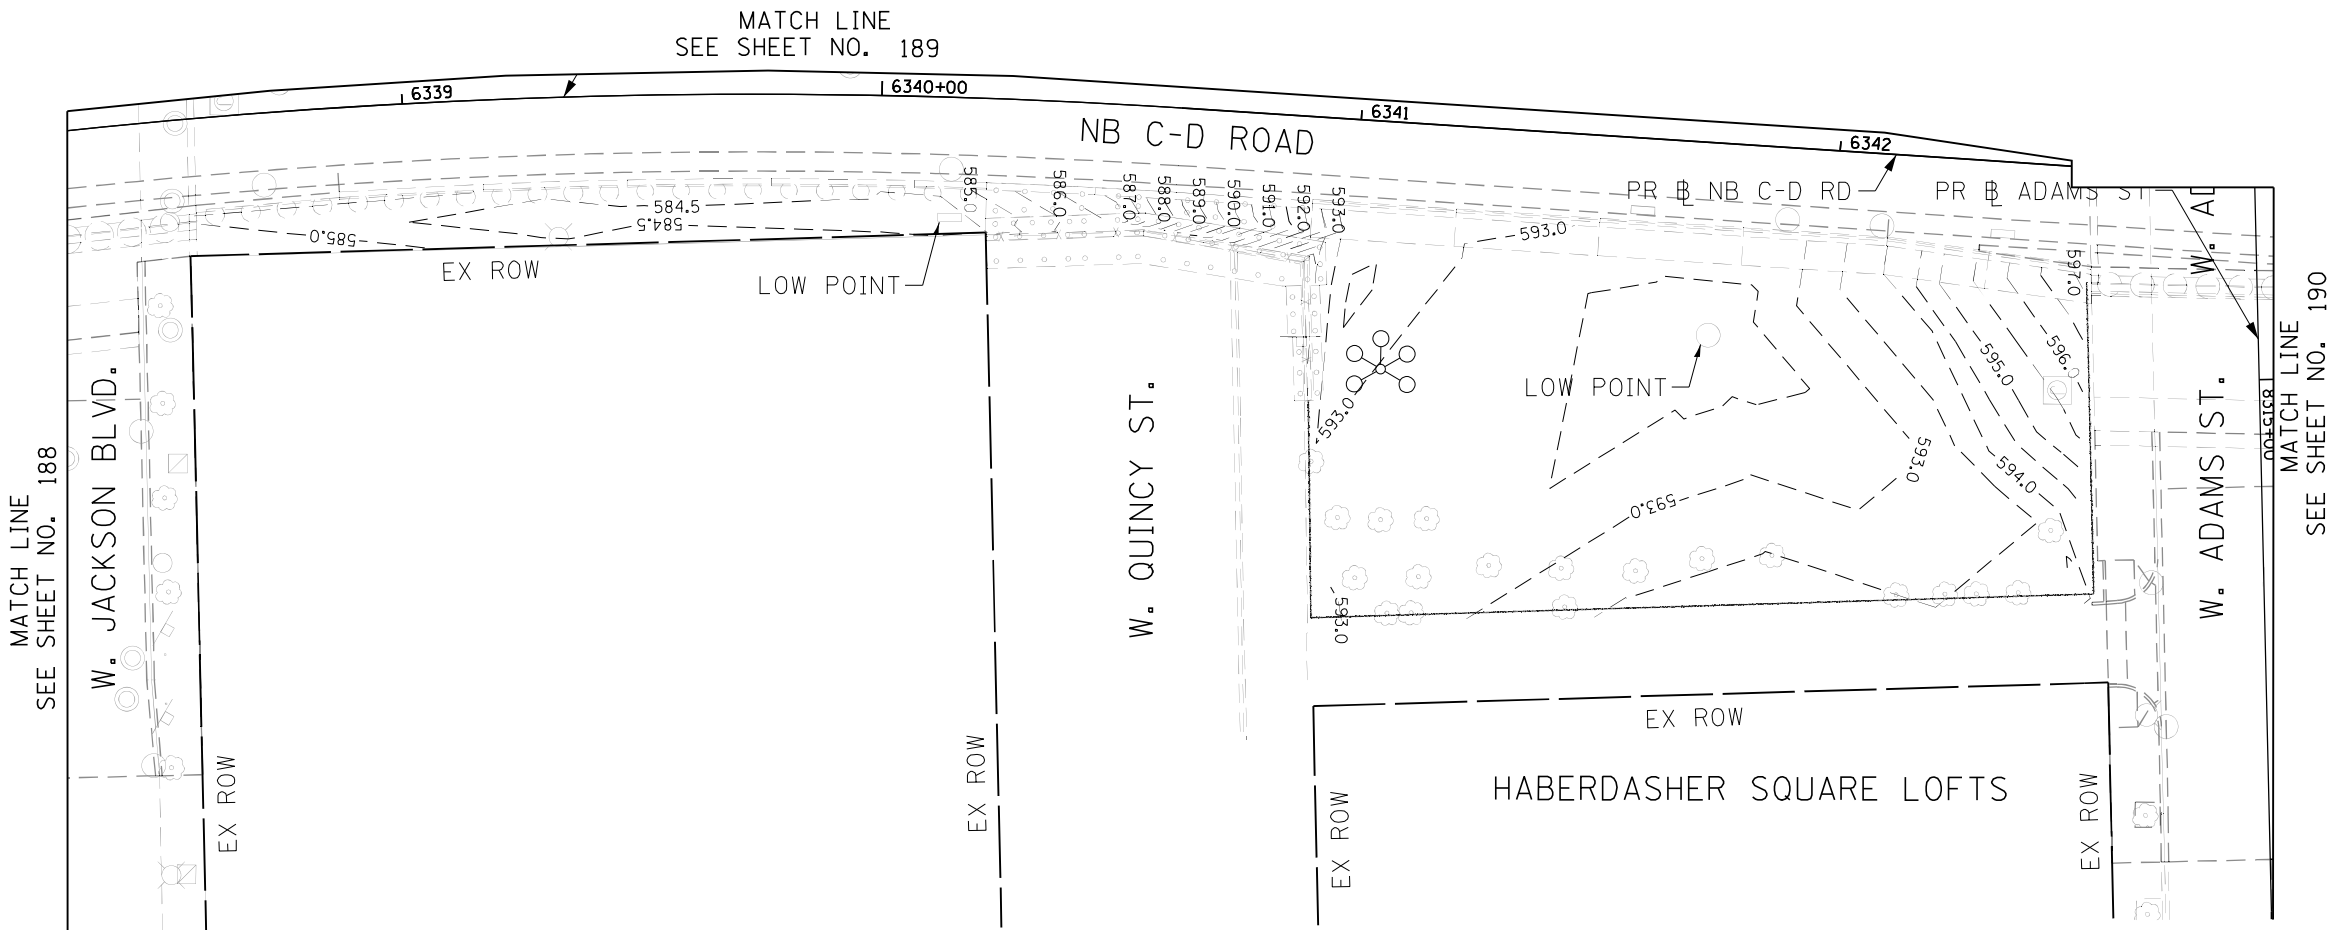 MATCH LINE
SEE SHEET NO. 189
6339
6340+00
6341
6342
NB C-D ROAD
PR B NB C-D RD
PR B ADAMS ST
W. AD
585.0
586.0
587.0
588.0
589.0
590.0
591.0
592.0
593.0
593.0
597.0
584.5
584.5
585.0
EX ROW
LOW POINT
LOW POINT
595.0
596.0
593.0
593.0
594.0
593.0
593.0
W. JACKSON BLVD.
W. QUINCY ST.
W. ADAMS ST.
8515+00
MATCH LINE
SEE SHEET NO. 190
MATCH LINE
SEE SHEET NO. 188
EX ROW
HABERDASHER SQUARE LOFTS
EX ROW
EX ROW
EX ROW
EX ROW